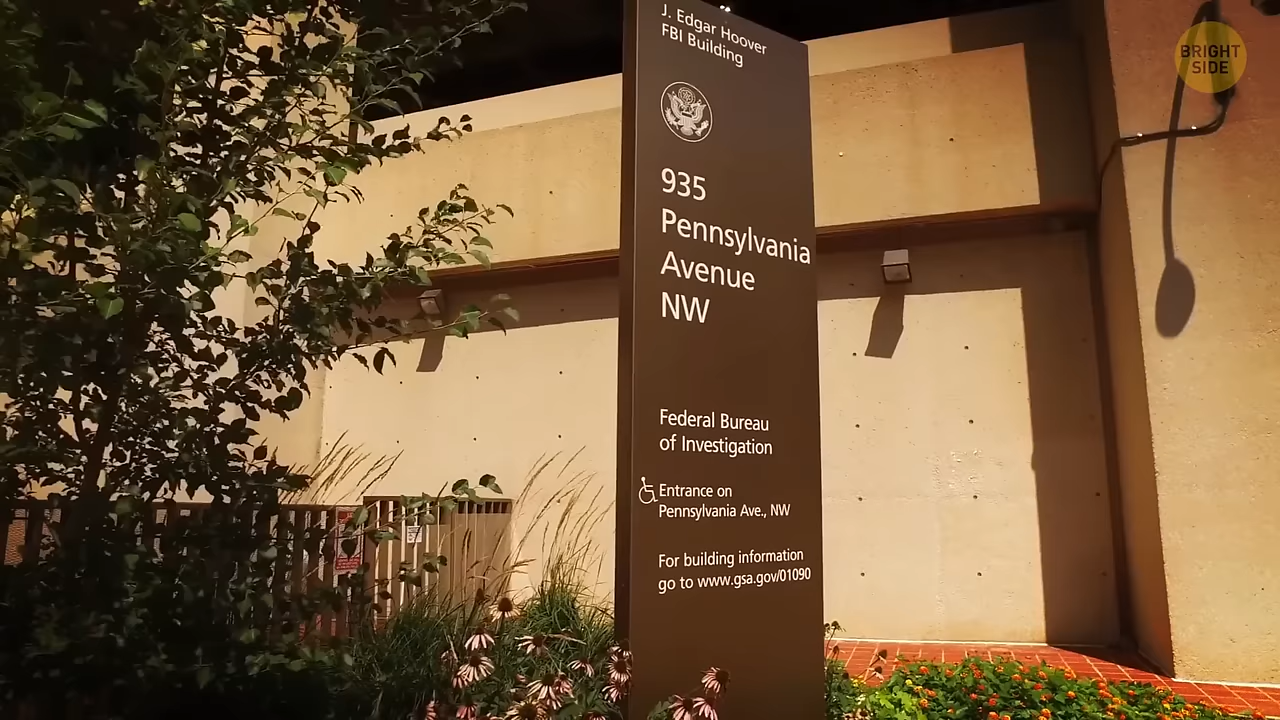 J. Edgar Hoover
FBI Building
935
Pennsylvania
Avenue
NW
Federal Bureau
of Investigation
Entrance on
Pennsylvania Ave., NW
For building information
go to www.gsa.gov/01090
BRIGHT
SIDE